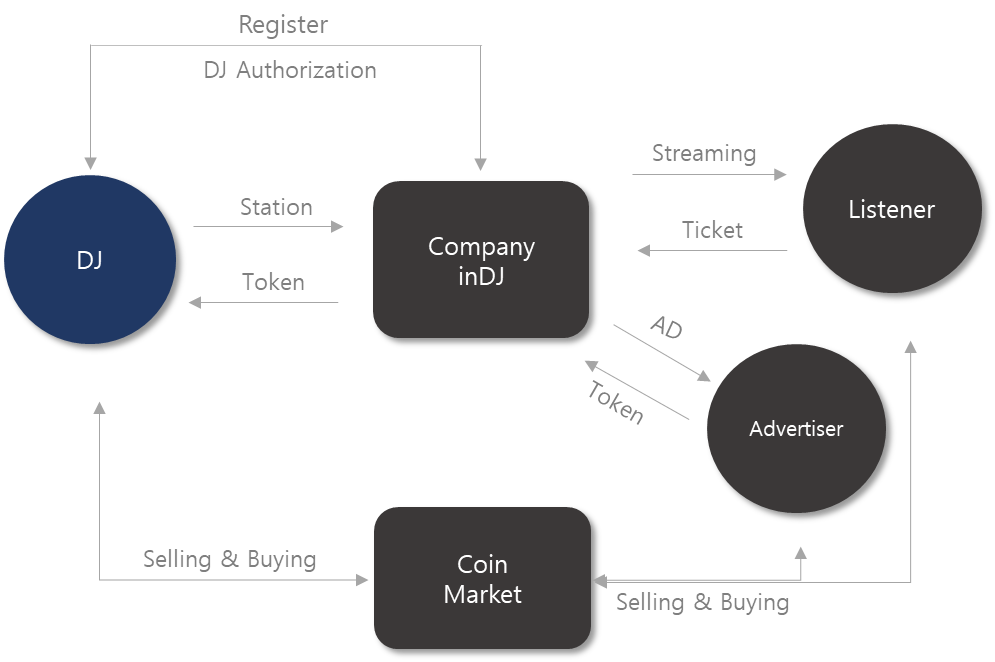 Register
DJ Authorization
Streaming
Listener
Station
Ticket
Company
inDJ
DJ
Token
AD
Token
Advertiser
Selling & Buying
Coin
Market
Selling & Buying